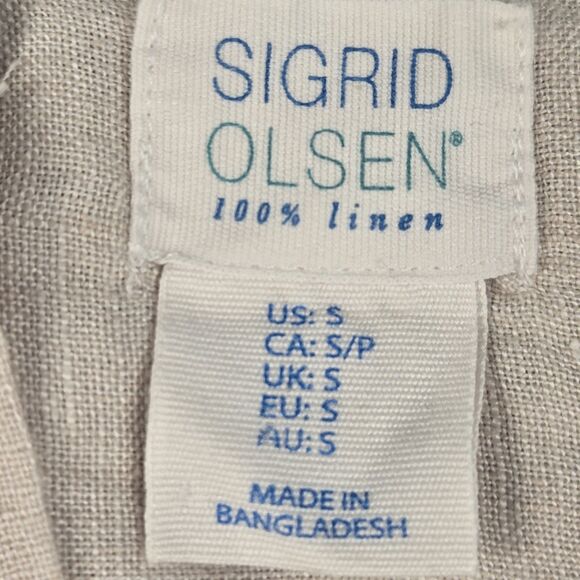 SIGRID
OLSEN®
100% linen
US: S
CA: S/P
UK: S
EU: S
AU: S
MADE IN
BANGLADESH